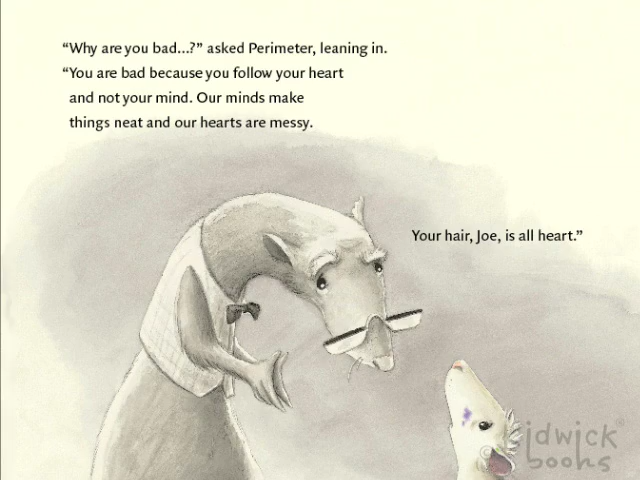 “Why are you bad...?” asked Perimeter, leaning in.
“You are bad because you follow your heart
and not your mind. Our minds make
things neat and our hearts are messy.
Your hair, Joe, is all heart.”
©
idwick®
books